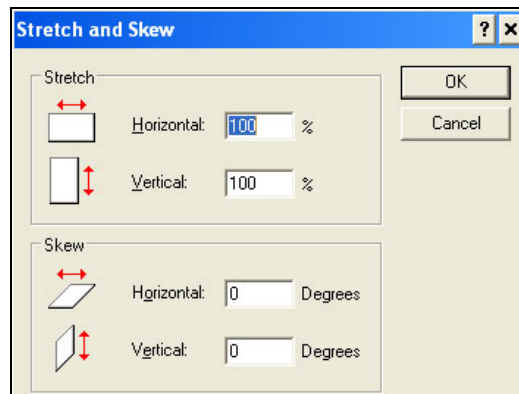 Stretch and Skew
Stretch
Horizontal: 100 %
Vertical: 100 %
OK
Cancel
Skew
Horizontal: 0 Degrees
Vertical: 0 Degrees